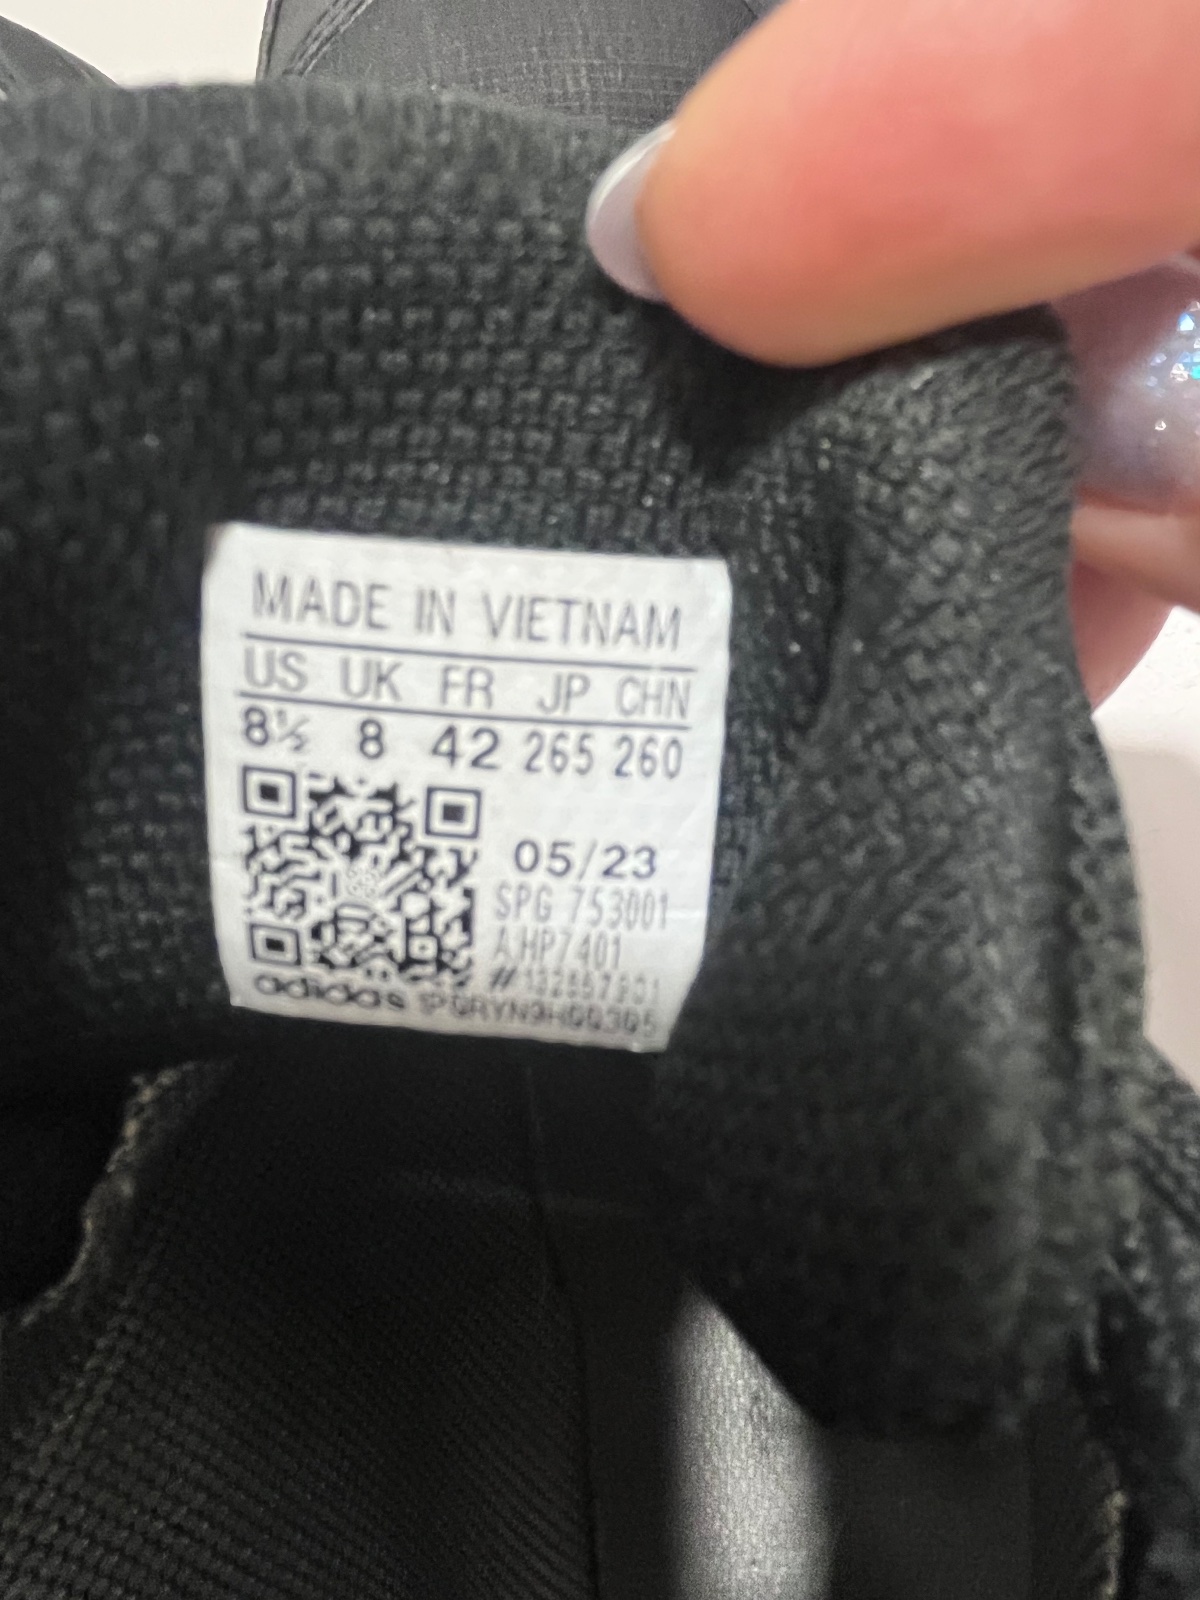 MADE IN VIETNAM
US UK FR JP CHN
8½ 8 42 265 260
05/23
SPG 753001
AJHP7401
adidas